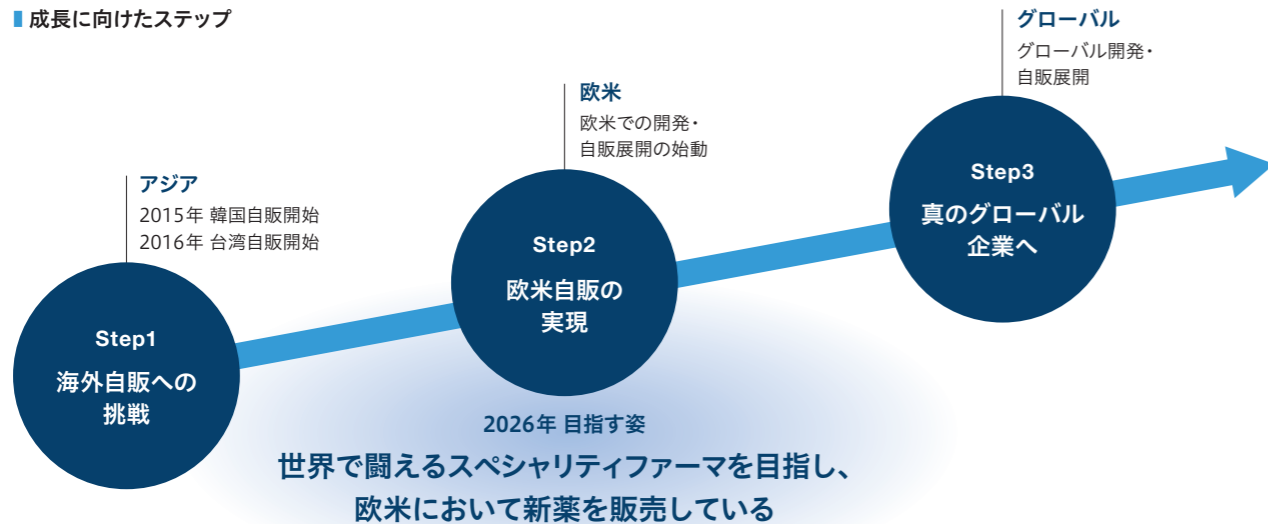 成長に向けたステップ
アジア
2015年 韓国自販開始
2016年 台湾自販開始
Step1
海外自販への
挑戦
欧米
欧米での開発・
自販展開の始動
Step2
欧米自販の
実現
グローバル
グローバル開発・
自販展開
Step3
真のグローバル
企業へ
2026年 目指す姿
世界で闘えるスペシャリティファーマを目指し、
欧米において新薬を販売している